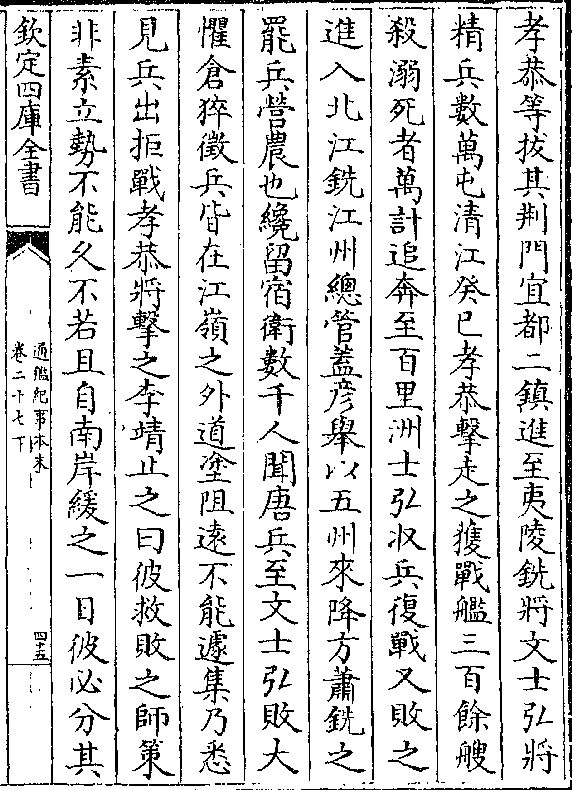 孝恭等拔其荆門宜都二鎮進至夷陵銑將文士弘將
精兵數萬屯清江癸巳孝恭擊走之獲戰艦三百餘艘
殺溺死者萬計追奔至百里洲士弘収兵復戰又敗之
進入北江銑江州總管蓋彦舉以五州來降方蕭銑之
罷兵營農也纔留宿衛數千人聞唐兵至文士弘敗大
懼倉猝徵兵皆在江嶺之外道塗阻遠不能遽集乃悉
見兵出拒戰孝恭將擊之李靖止之曰彼救敗之師策
非素立勢不能久不若且自南岸緩之一日彼必分其
欽定四庫全書
通鑑紀事本末
卷二十七下
四十五